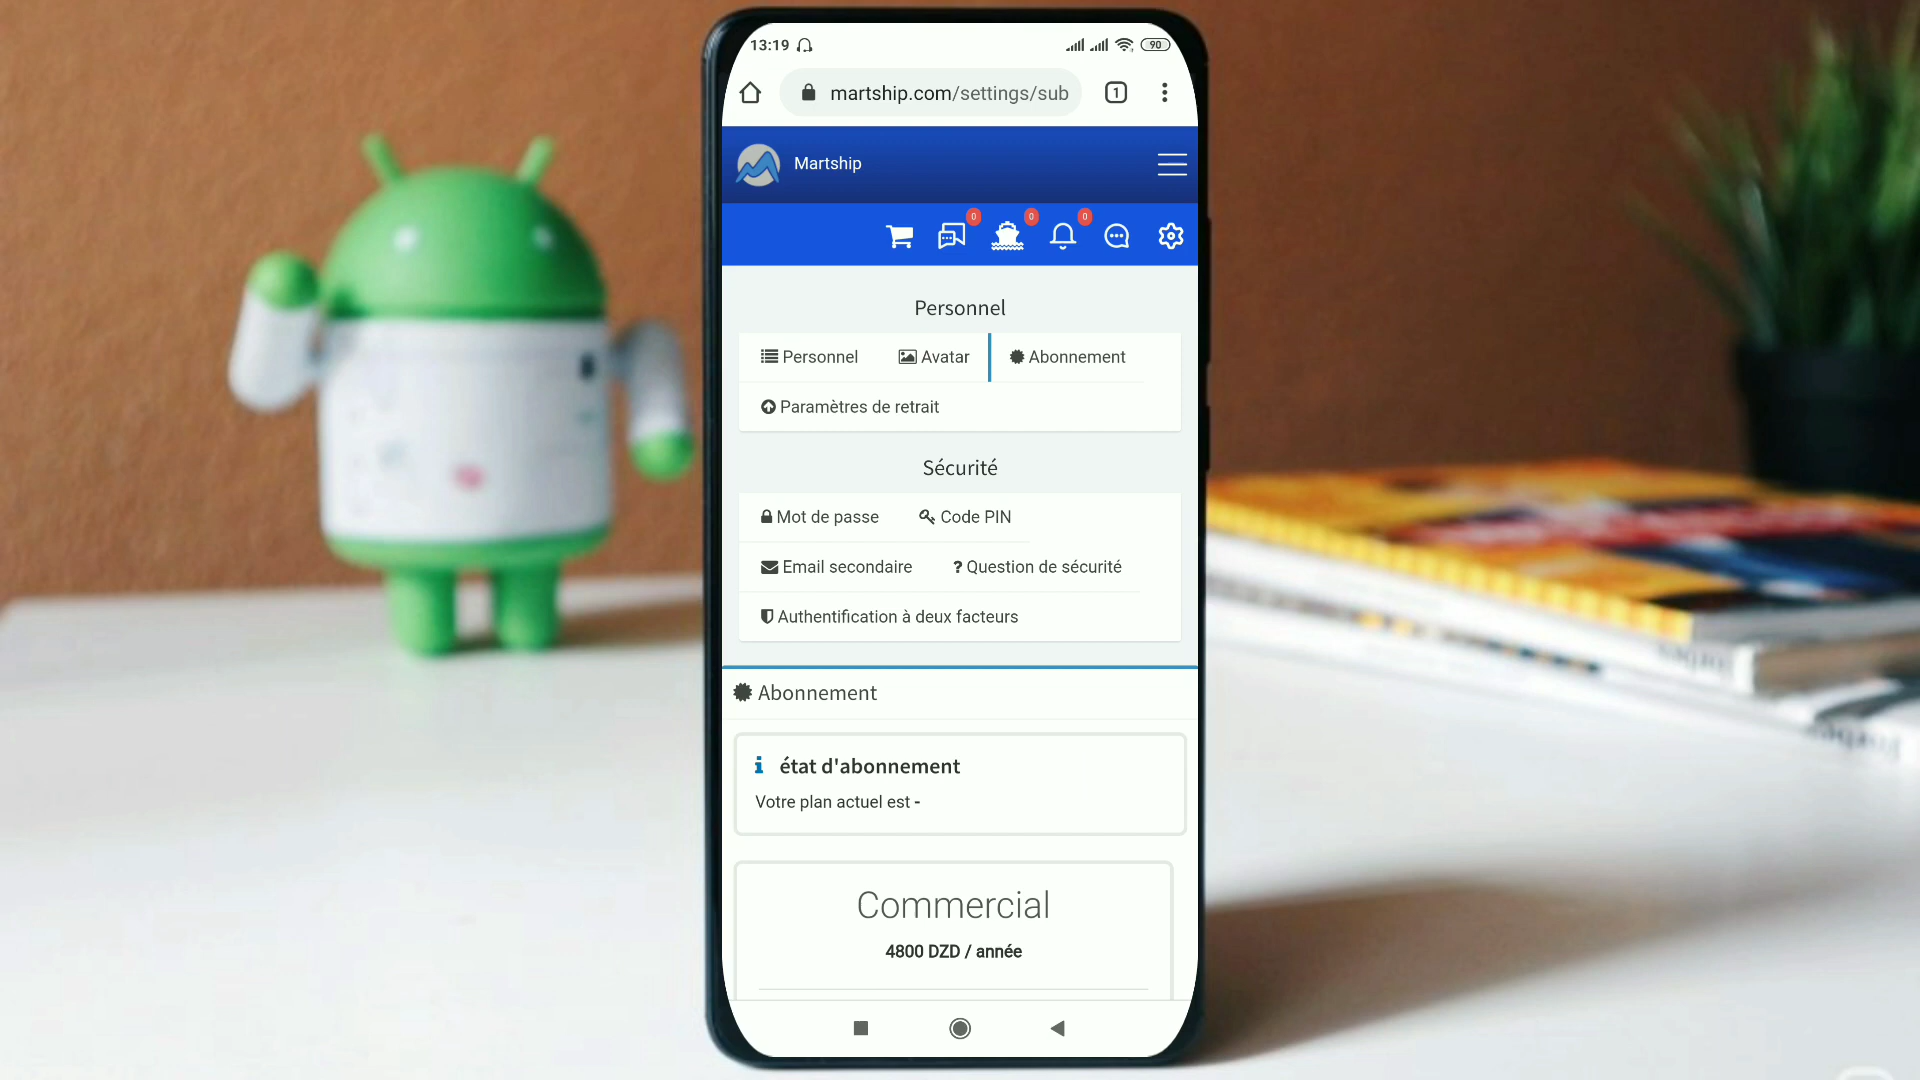 13:19
90
martship.com/settings/sub
1
Martship
0 0 0
Personnel
Personnel Avatar Abonnement
Paramètres de retrait
Sécurité
Mot de passe Code PIN
Email secondaire ? Question de sécurité
Authentification à deux facteurs
Abonnement
i état d'abonnement
Votre plan actuel est -
Commercial
4800 DZD / année